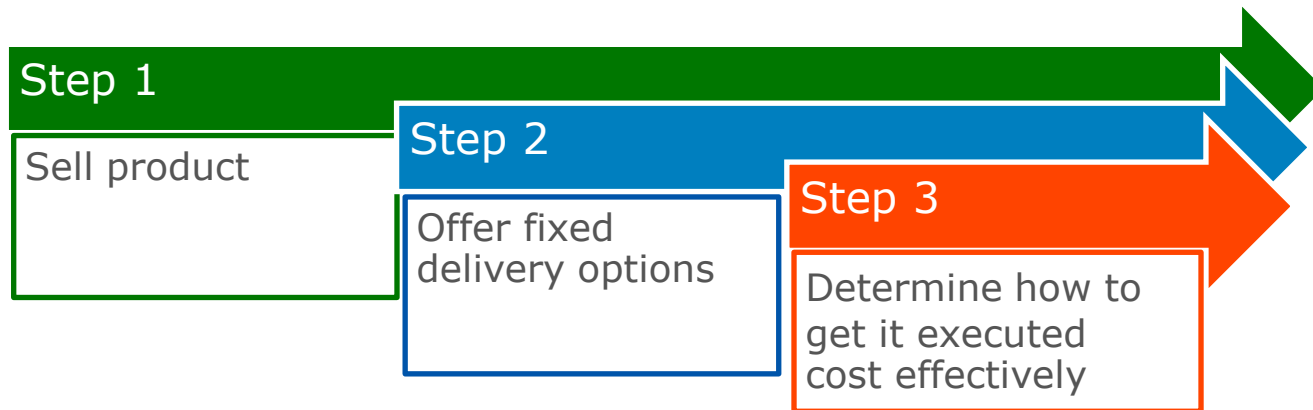 Step 1
Sell product
Step 2
Offer fixed
delivery options
Step 3
Determine how to
get it executed
cost effectively